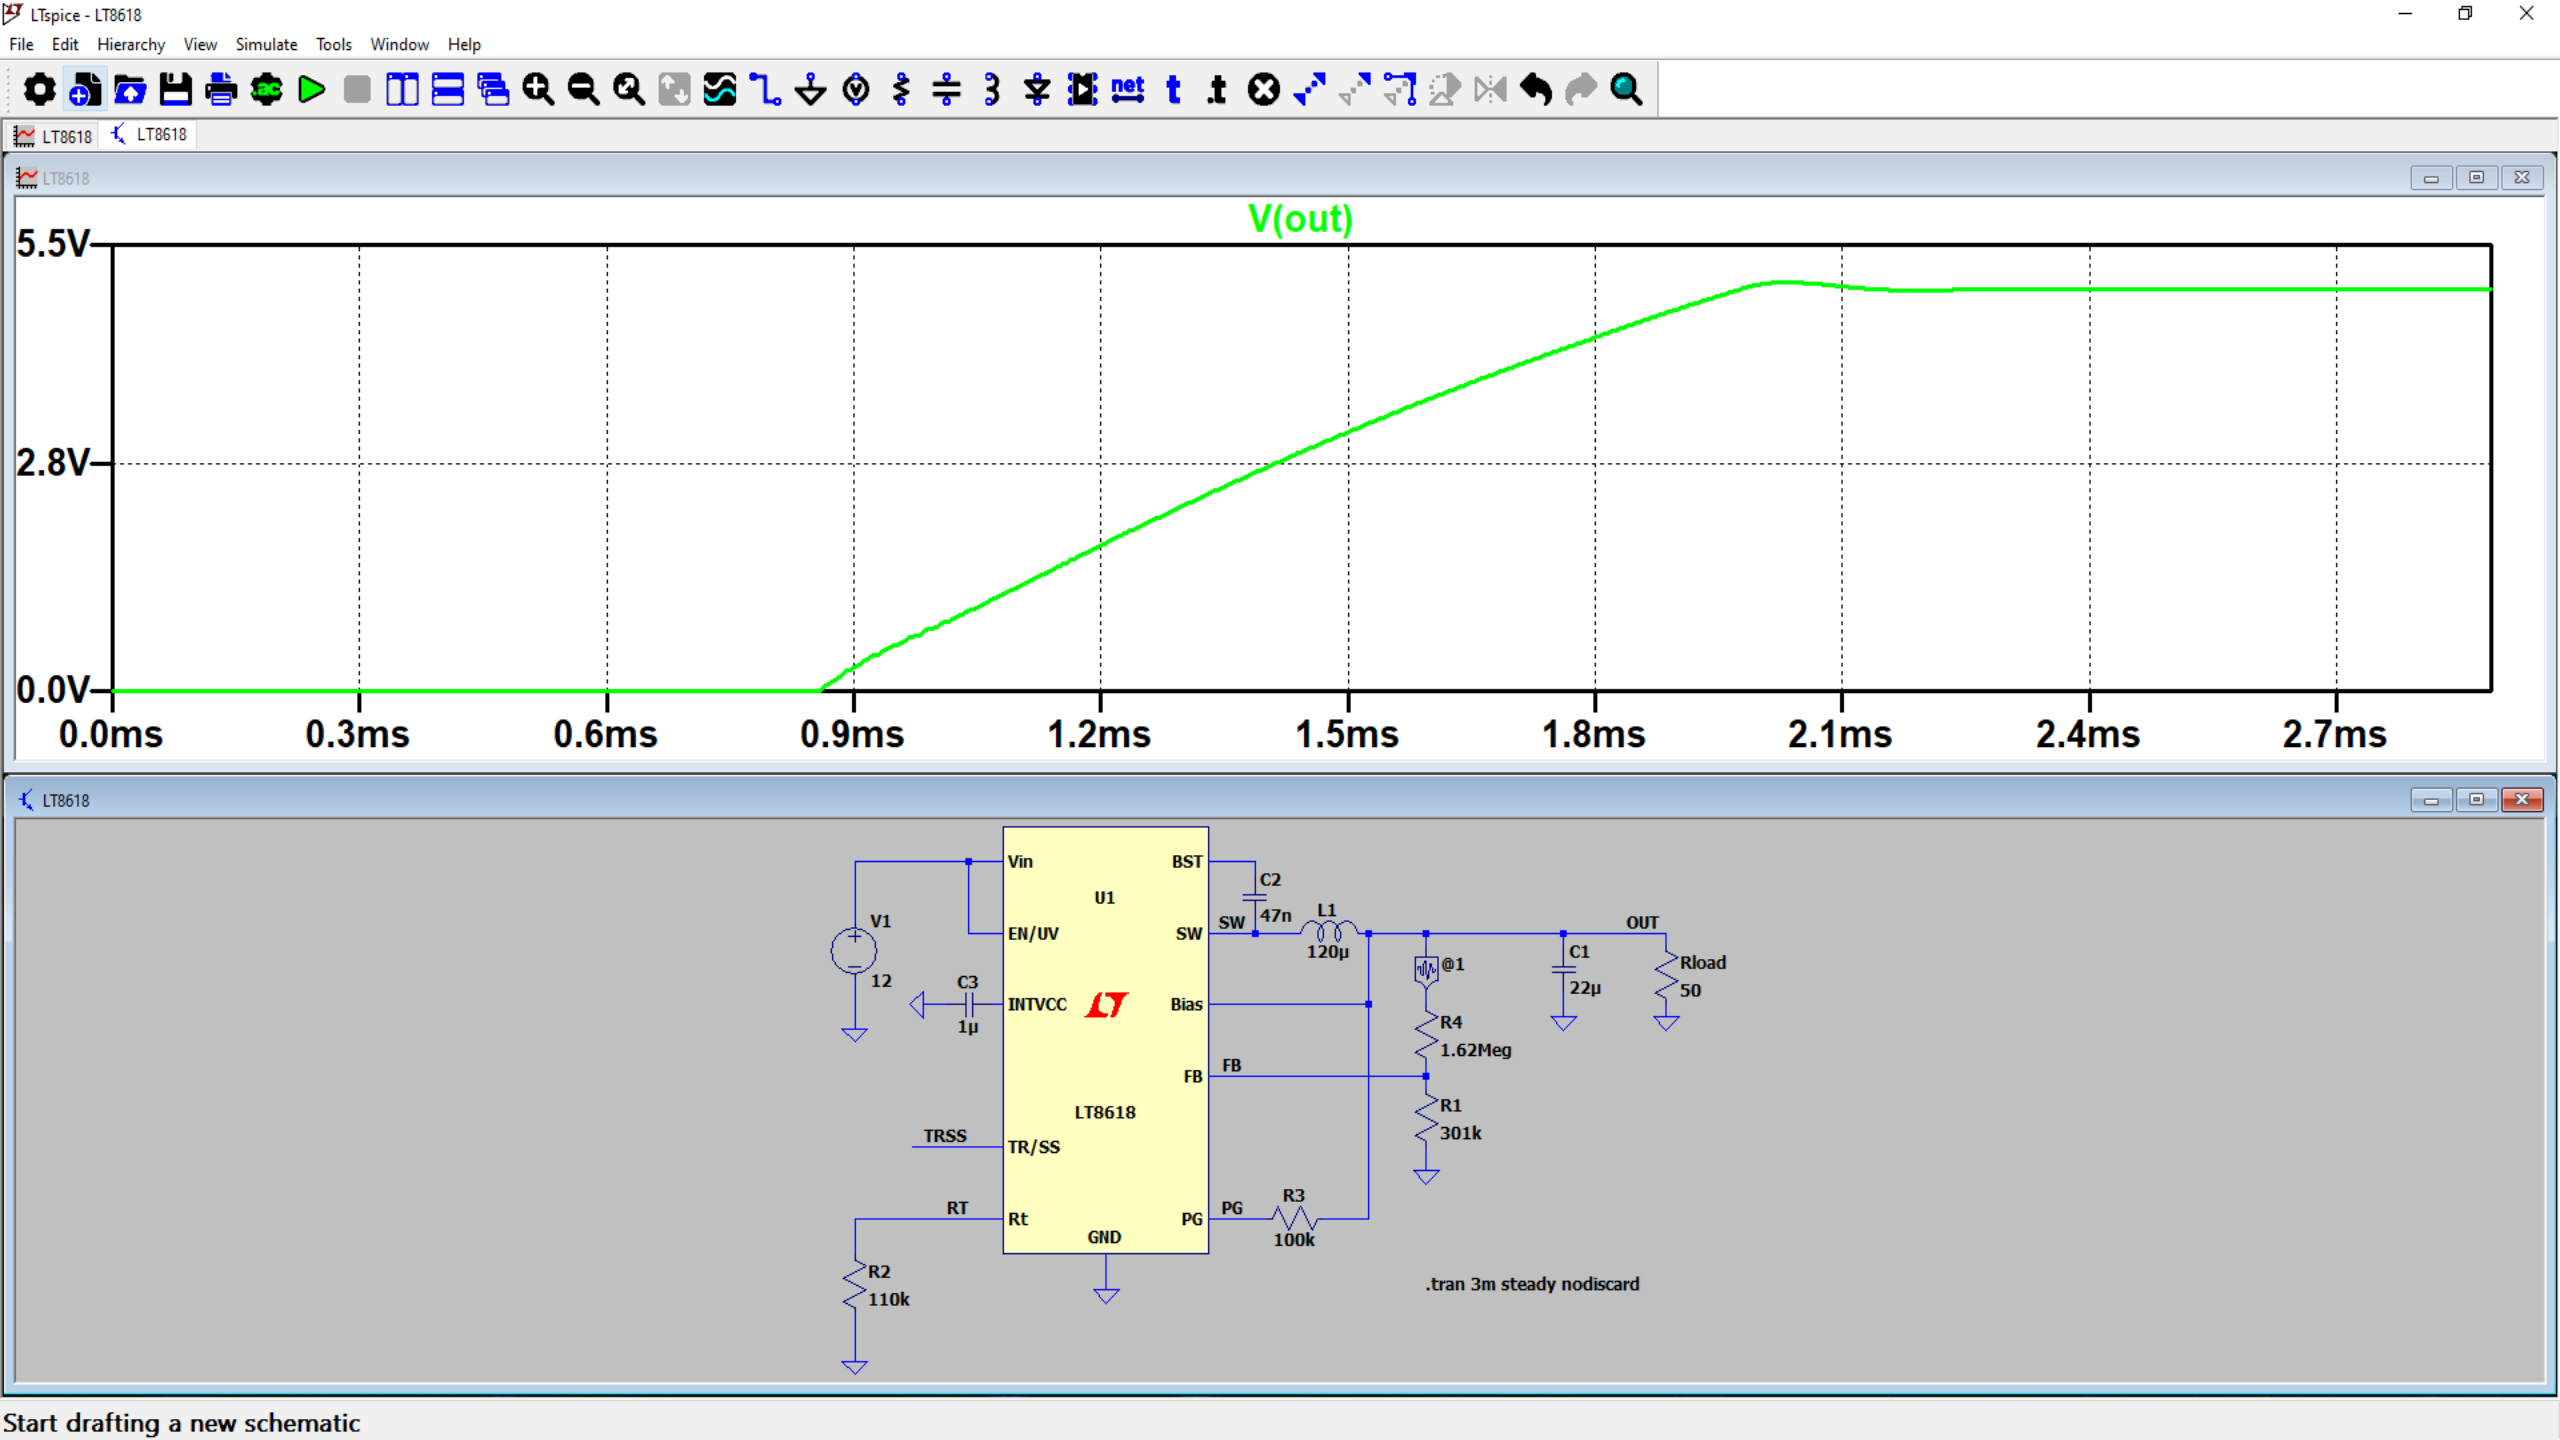 LTspice - LT8618
File Edit Hierarchy View Simulate Tools Window Help
.ac net t .t
LT8618 LT8618
LT8618
V(out)
5.5V
2.8V
0.0V
0.0ms 0.3ms 0.6ms 0.9ms 1.2ms 1.5ms 1.8ms 2.1ms 2.4ms 2.7ms
LT8618
Vin BST
U1
C2
47n
V1
12
EN/UV SW SW
L1
120µ
OUT
@1
C1
22µ
Rload
50
C3
1µ
INTVCC LT Bias
R4
1.62Meg
FB FB
LT8618
R1
301k
TRSS TR/SS
RT Rt PG PG
R3
100k
GND
R2
110k
.tran 3m steady nodiscard
Start drafting a new schematic